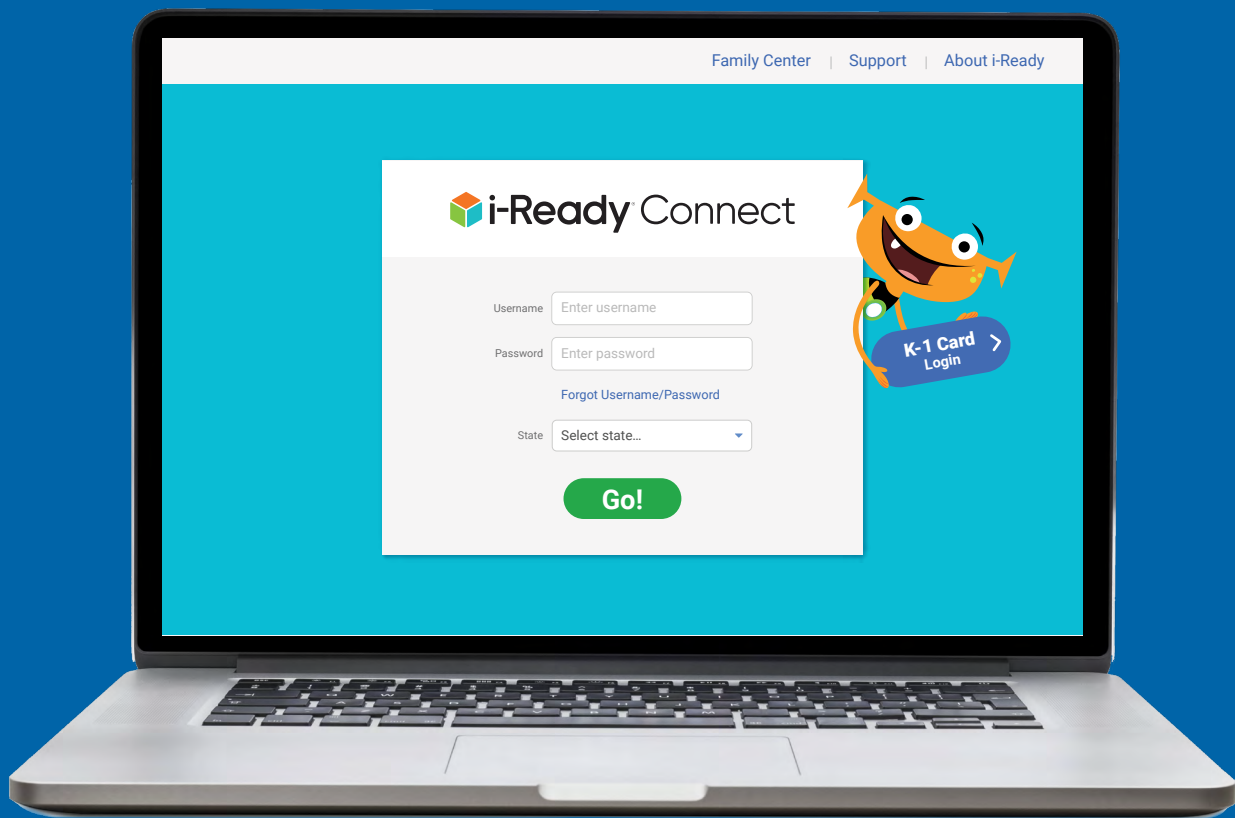 Family Center | Support | About i-Ready
i-Ready Connect
Username Enter username
Password Enter password
Forgot Username/Password
State Select state...
Go!
K-1 Card
Login